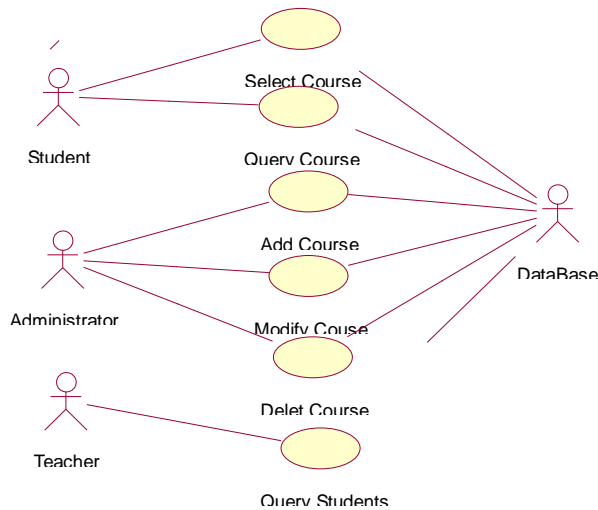 Select Course
Student
Query Course
Add Course
DataBase
Administrator
Modify Couse
Delet Course
Teacher
Query Students